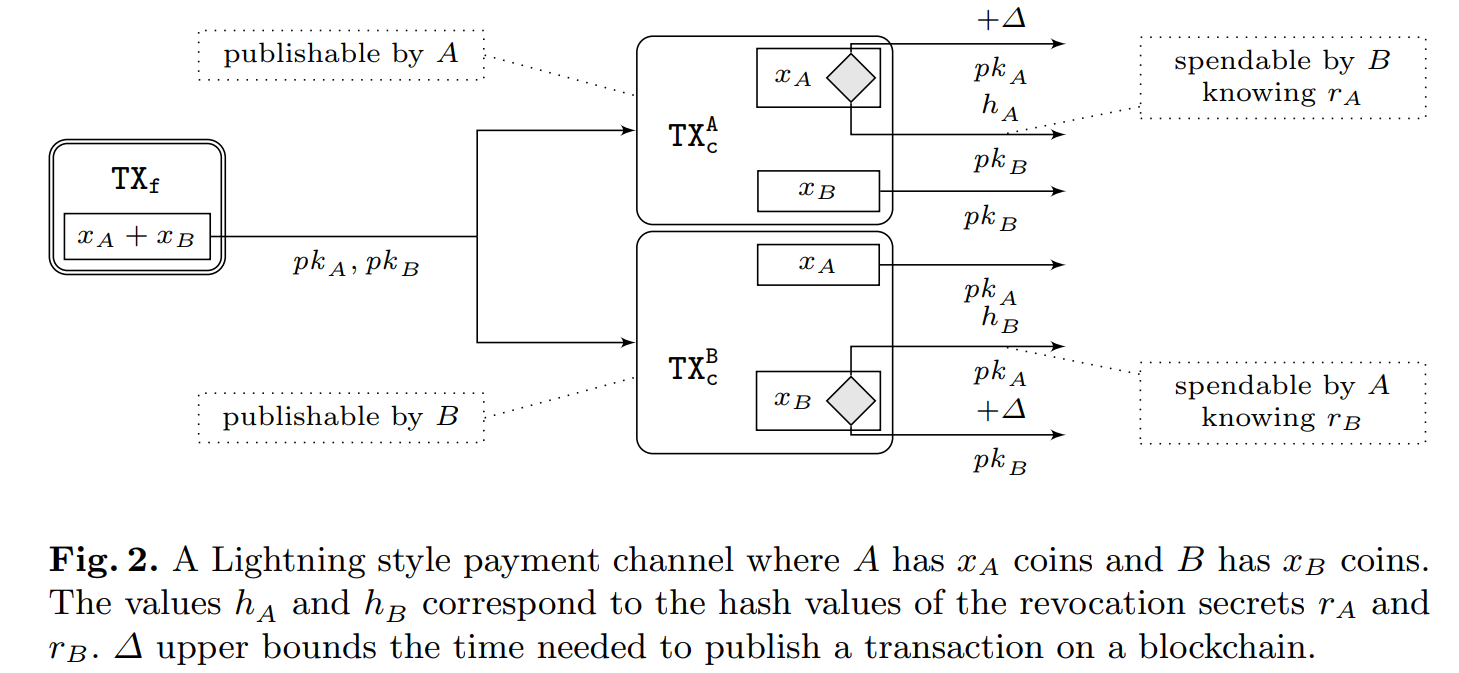 publishable by A
TX_f
x_A + x_B
pk_A, pk_B
publishable by B
TX_c^A
x_A
x_B
+Δ
pk_A
h_A
pk_B
pk_B
spendable by B
knowing r_A
TX_c^B
x_A
x_B
pk_A
h_B
pk_A
+Δ
pk_B
spendable by A
knowing r_B
Fig. 2. A Lightning style payment channel where A has x_A coins and B has x_B coins.
The values h_A and h_B correspond to the hash values of the revocation secrets r_A and
r_B. Δ upper bounds the time needed to publish a transaction on a blockchain.